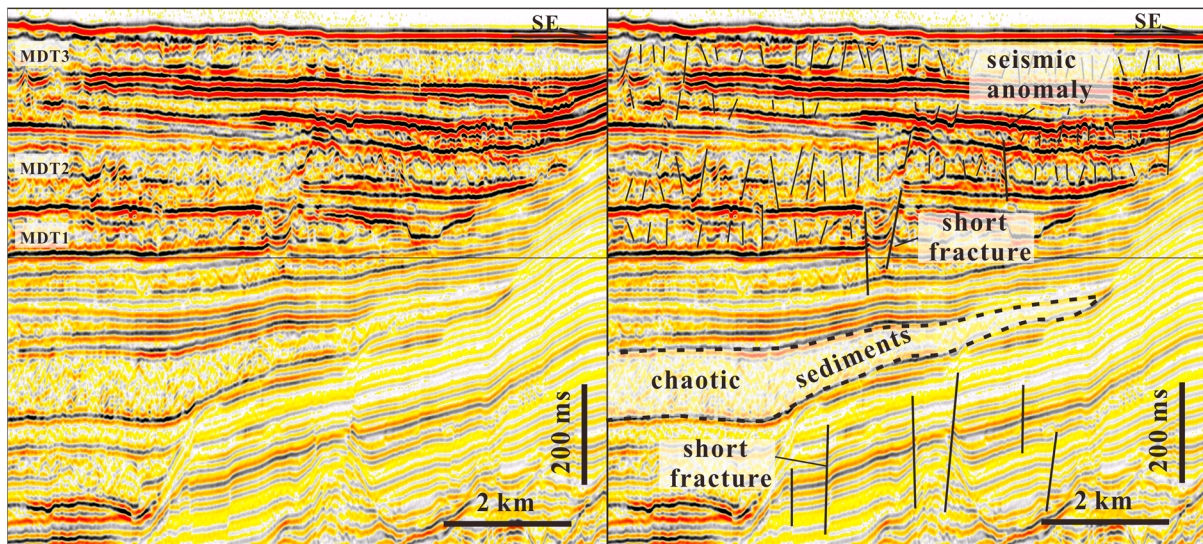 SE
MDT3
MDT2
MDT1
200 ms
2 km
SE
seismic
anomaly
short
fracture
sediments
chaotic
short
fracture
200 ms
2 km